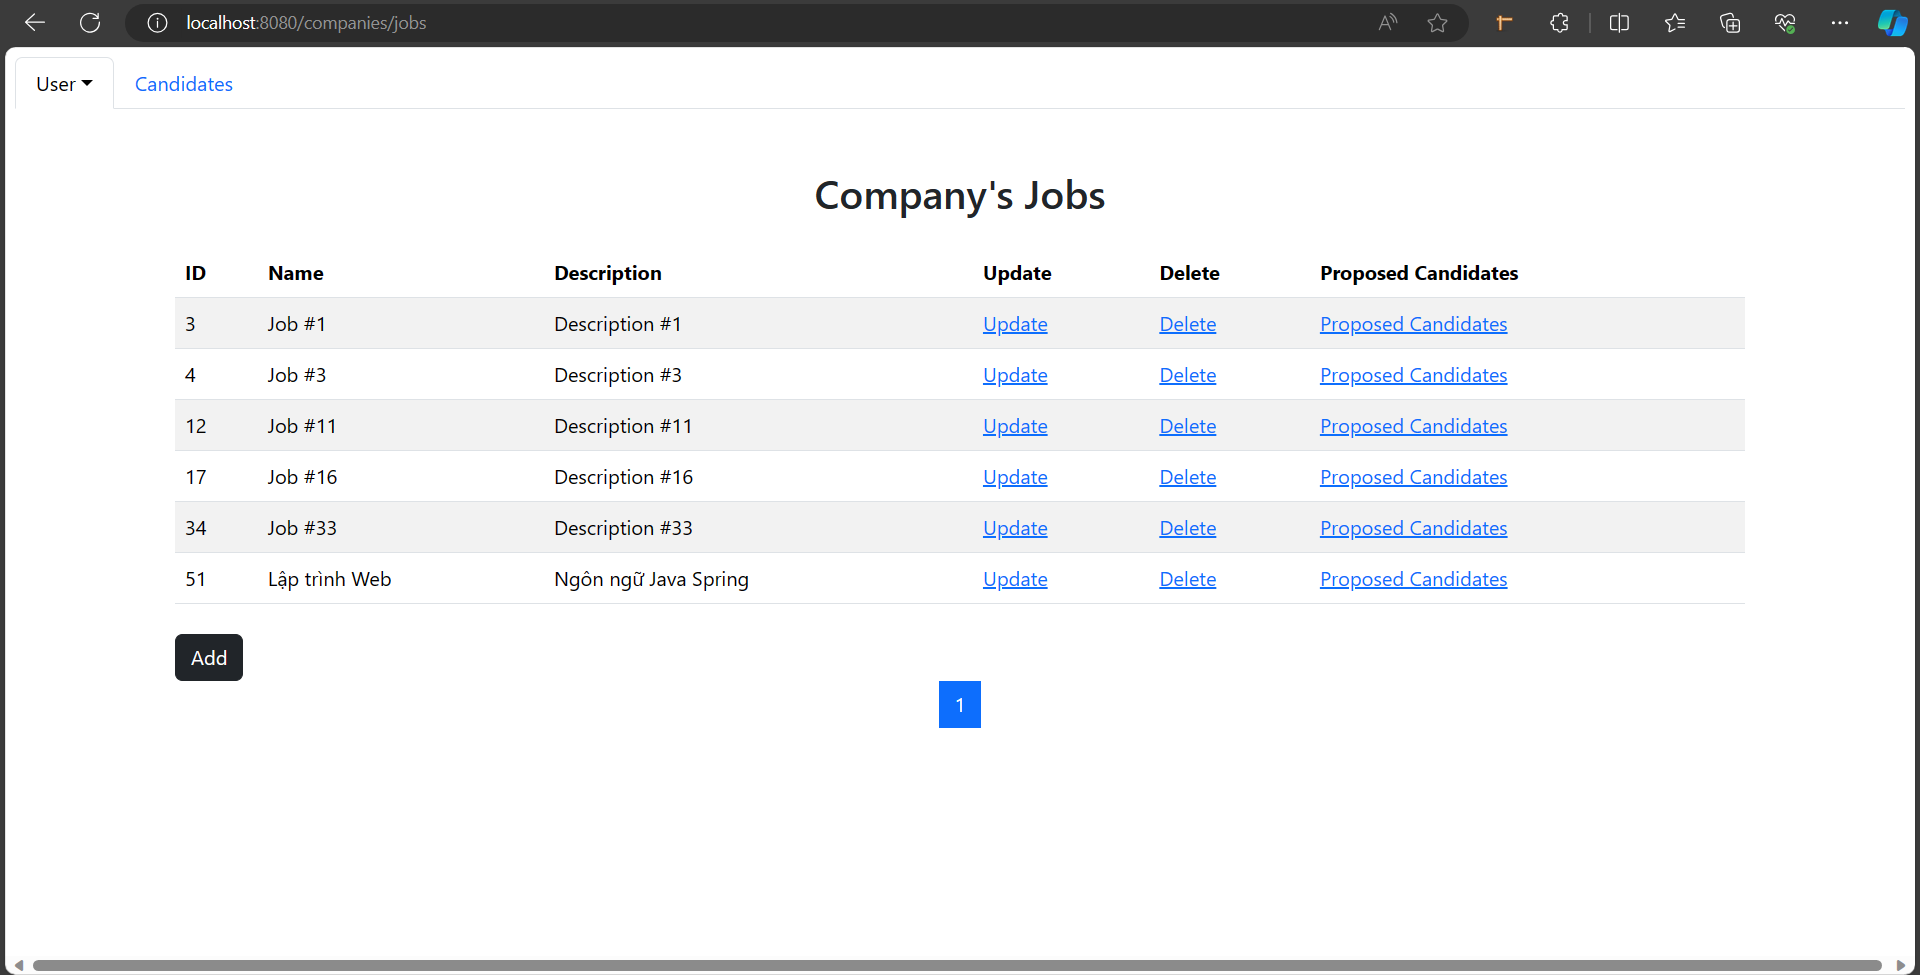 localhost:8080/companies/jobs
User Candidates
Company's Jobs
ID Name Description Update Delete Proposed Candidates
3 Job #1 Description #1 Update Delete Proposed Candidates
4 Job #3 Description #3 Update Delete Proposed Candidates
12 Job #11 Description #11 Update Delete Proposed Candidates
17 Job #16 Description #16 Update Delete Proposed Candidates
34 Job #33 Description #33 Update Delete Proposed Candidates
51 Lập trình Web Ngôn ngữ Java Spring Update Delete Proposed Candidates
Add
1